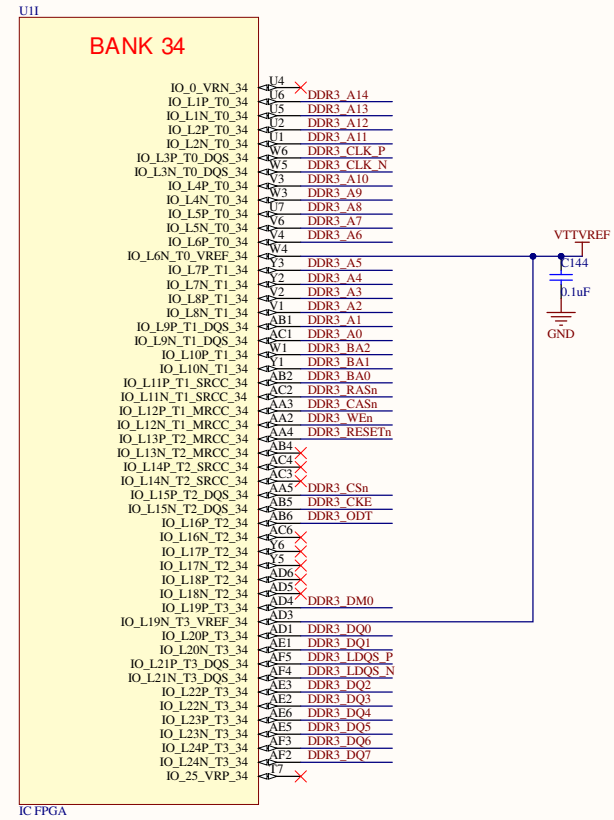 U1I
BANK 34
IO_0_VRN_34 U4
IO_L1P_T0_34 U6 DDR3_A14
IO_L1N_T0_34 U5 DDR3_A13
IO_L2P_T0_34 U2 DDR3_A12
IO_L2N_T0_34 U1 DDR3_A11
IO_L3P_T0_DQS_34 W6 DDR3_CLK_P
IO_L3N_T0_DQS_34 W5 DDR3_CLK_N
IO_L4P_T0_34 V3 DDR3_A10
IO_L4N_T0_34 W3 DDR3_A9
IO_L5P_T0_34 U7 DDR3_A8
IO_L5N_T0_34 V6 DDR3_A7
IO_L6P_T0_34 V4 DDR3_A6
VTTVREF
IO_L6N_T0_VREF_34 W4
IO_L7P_T1_34 Y3 DDR3_A5
C144
IO_L7N_T1_34 Y2 DDR3_A4
IO_L8P_T1_34 V2 DDR3_A3
0.1uF
IO_L8N_T1_34 V1 DDR3_A2
IO_L9P_T1_DQS_34 AB1 DDR3_A1
IO_L9N_T1_DQS_34 AC1 DDR3_A0
GND
IO_L10P_T1_34 W1 DDR3_BA2
IO_L10N_T1_34 Y1 DDR3_BA1
IO_L11P_T1_SRCC_34 AB2 DDR3_BA0
IO_L11N_T1_SRCC_34 AC2 DDR3_RASn
IO_L12P_T1_MRCC_34 AA3 DDR3_CASn
IO_L12N_T1_MRCC_34 AA2 DDR3_WEn
IO_L13P_T2_MRCC_34 AA4 DDR3_RESETn
IO_L13N_T2_MRCC_34 AB4
IO_L14P_T2_SRCC_34 AC4
IO_L14N_T2_SRCC_34 AC3
IO_L15P_T2_DQS_34 AA5 DDR3_CSn
IO_L15N_T2_DQS_34 AB5 DDR3_CKE
IO_L16P_T2_34 AB6 DDR3_ODT
IO_L16N_T2_34 AC6
IO_L17P_T2_34 Y6
IO_L17N_T2_34 Y5
IO_L18P_T2_34 AD6
IO_L18N_T2_34 AD5
IO_L19P_T3_34 AD4 DDR3_DM0
IO_L19N_T3_VREF_34 AD3
IO_L20P_T3_34 AD1 DDR3_DQ0
IO_L20N_T3_34 AE1 DDR3_DQ1
IO_L21P_T3_DQS_34 AF5 DDR3_LDQS_P
IO_L21N_T3_DQS_34 AF4 DDR3_LDQS_N
IO_L22P_T3_34 AE3 DDR3_DQ2
IO_L22N_T3_34 AE2 DDR3_DQ3
IO_L23P_T3_34 AE6 DDR3_DQ4
IO_L23N_T3_34 AE5 DDR3_DQ5
IO_L24P_T3_34 AF3 DDR3_DQ6
IO_L24N_T3_34 AF2 DDR3_DQ7
IO_25_VRP_34 T7
IC FPGA